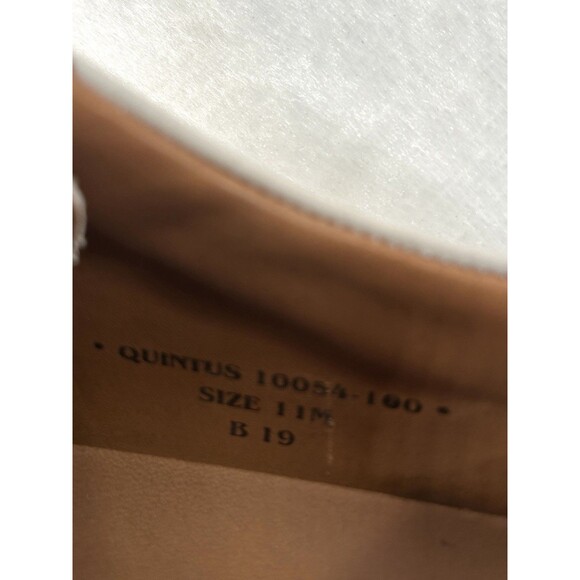 • QUINTUS 10054-100 •
SIZE 11M
B 19